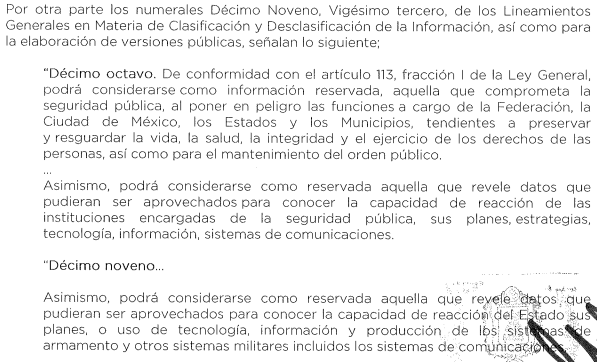 Por otra parte los numerales Décimo Noveno, Vigésimo tercero, de los Lineamientos
Generales en Materia de Clasificación y Desclasificación de la Información, así como para
la elaboración de versiones públicas, señalan lo siguiente;
“Décimo octavo. De conformidad con el artículo 113, fracción I de la Ley General,
podrá considerarse como información reservada, aquella que comprometa la
seguridad pública, al poner en peligro las funciones a cargo de la Federación, la
Ciudad de México, los Estados y los Municipios, tendientes a preservar
y resguardar la vida, la salud, la integridad y el ejercicio de los derechos de las
personas, así como para el mantenimiento del orden público.
...
Asimismo, podrá considerarse como reservada aquella que revele datos que
pudieran ser aprovechados para conocer la capacidad de reacción de las
instituciones encargadas de la seguridad pública, sus planes, estrategias,
tecnología, información, sistemas de comunicaciones.
“Décimo noveno...
Asimismo, podrá considerarse como reservada aquella que revele datos que
pudieran ser aprovechados para conocer la capacidad de reacción del Estado sus
planes, o uso de tecnología, información y producción de los sistemas de
armamento y otros sistemas militares incluidos los sistemas de comunicaciones.